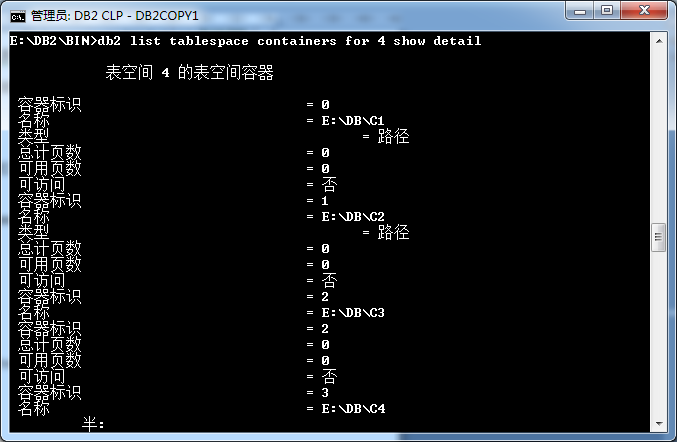 管理员: DB2 CLP - DB2COPY1
E:\DB2\BIN>db2 list tablespace containers for 4 show detail
表空间 4 的表空间容器
容器标识 = 0
名称 = E:\DB\C1
类型 = 路径
总计页数 = 0
可用页数 = 0
可访问 = 否
容器标识 = 1
名称 = E:\DB\C2
类型 = 路径
总计页数 = 0
可用页数 = 0
可访问 = 否
容器标识 = 2
名称 = E:\DB\C3
容器标识 = 2
总计页数 = 0
可用页数 = 0
可访问 = 否
容器标识 = 3
名称 = E:\DB\C4
半: